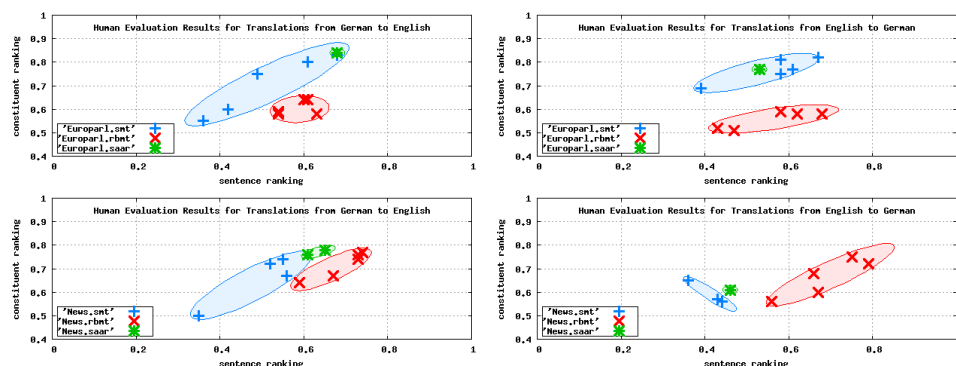 Human Evaluation Results for Translations from German to English
constituent ranking
1
0.9
0.8
0.7
0.6
0.5
0.4
'Europarl.smt'
'Europarl.rbmt'
'Europarl.saar'
0 0.2 0.4 0.6 0.8 1
sentence ranking
Human Evaluation Results for Translations from English to German
constituent ranking
1
0.9
0.8
0.7
0.6
0.5
0.4
'Europarl.smt'
'Europarl.rbmt'
'Europarl.saar'
0 0.2 0.4 0.6 0.8 1
sentence ranking
Human Evaluation Results for Translations from German to English
constituent ranking
1
0.9
0.8
0.7
0.6
0.5
0.4
'News.smt'
'News.rbmt'
'News.saar'
0 0.2 0.4 0.6 0.8 1
sentence ranking
Human Evaluation Results for Translations from English to German
constituent ranking
1
0.9
0.8
0.7
0.6
0.5
0.4
'News.smt'
'News.rbmt'
'News.saar'
0 0.2 0.4 0.6 0.8
sentence ranking